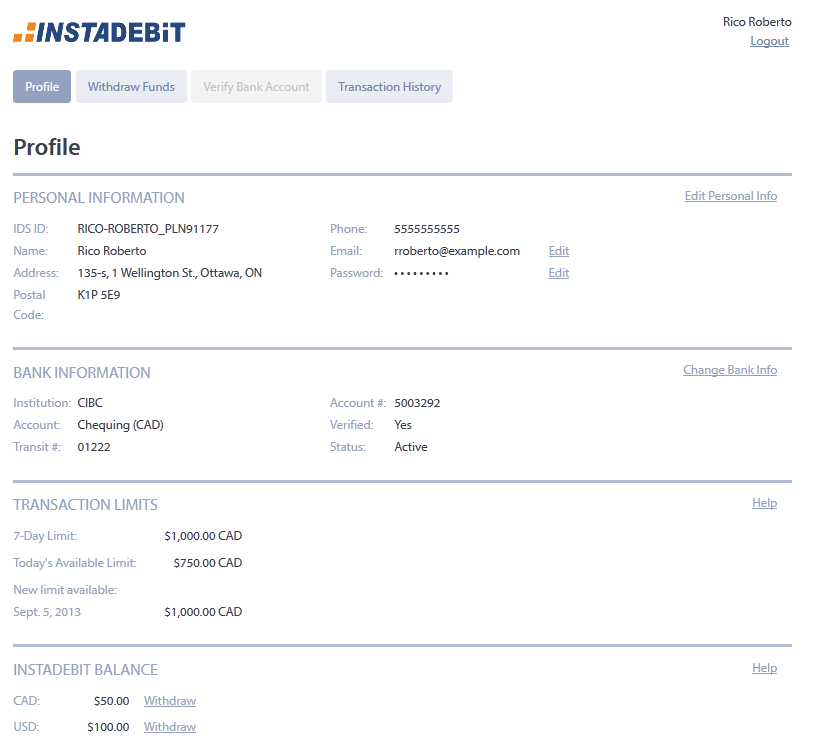 INSTADEBIT
Rico Roberto
Logout
Profile Withdraw Funds Verify Bank Account Transaction History
Profile
PERSONAL INFORMATION Edit Personal Info
IDS ID: RICO-ROBERTO_PLN91177 Phone: 5555555555
Name: Rico Roberto Email: rroberto@example.com Edit
Address: 135-s, 1 Wellington St., Ottawa, ON Password: ••••••••• Edit
Postal K1P 5E9
Code:
BANK INFORMATION Change Bank Info
Institution: CIBC Account #: 5003292
Account: Chequing (CAD) Verified: Yes
Transit #: 01222 Status: Active
TRANSACTION LIMITS Help
7-Day Limit: $1,000.00 CAD
Today's Available Limit: $750.00 CAD
New limit available:
Sept. 5, 2013 $1,000.00 CAD
INSTADEBIT BALANCE Help
CAD: $50.00 Withdraw
USD: $100.00 Withdraw